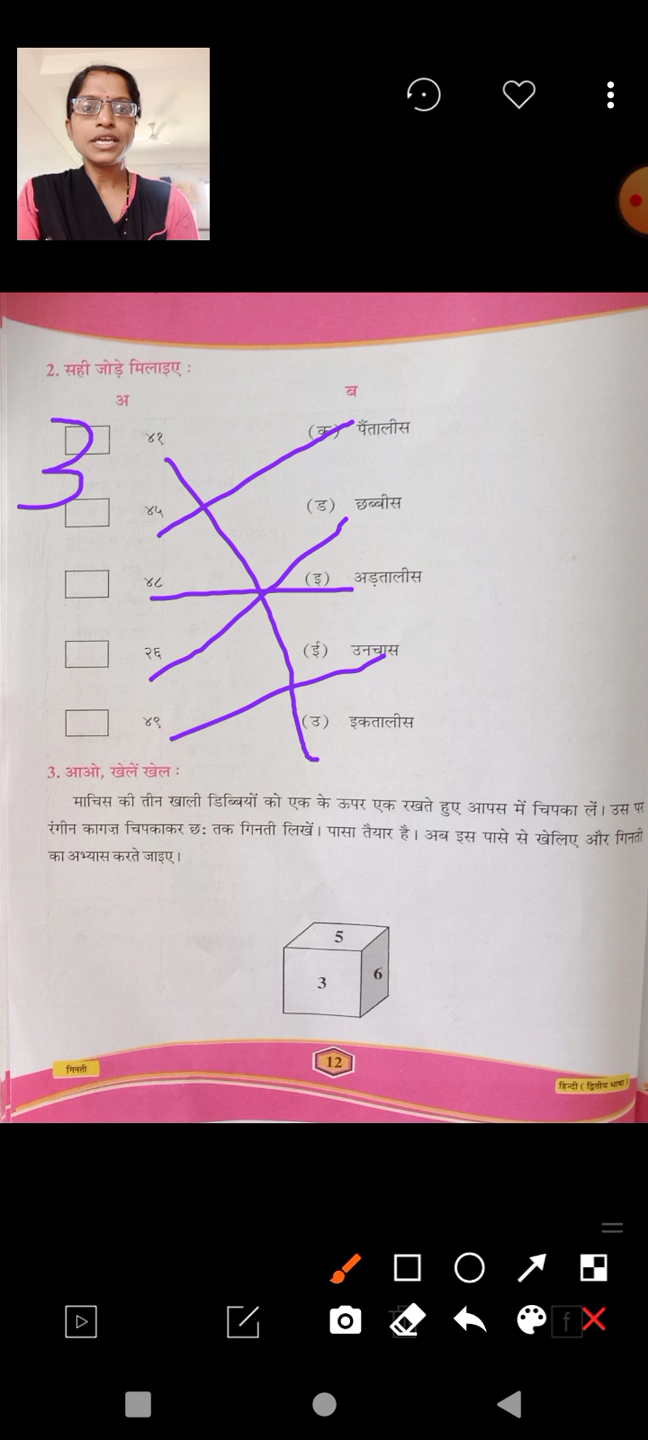 2. सही जोड़े मिलाइए :
अ ब
४१ (क) पैंतालीस
४५ (ड) छब्बीस
४८ (इ) अड़तालीस
२६ (ई) उनचास
४९ (उ) इकतालीस
3. आओ, खेलें खेल :
माचिस की तीन खाली डिब्बियों को एक के ऊपर एक रखते हुए आपस में चिपका लें। उस पर
रंगीन कागज़ चिपकाकर छ: तक गिनती लिखें। पासा तैयार है। अब इस पासे से खेलिए और गिनती
का अभ्यास करते जाइए।
5
3 6
गिनती 12 हिन्दी ( द्वितीय भाषा )